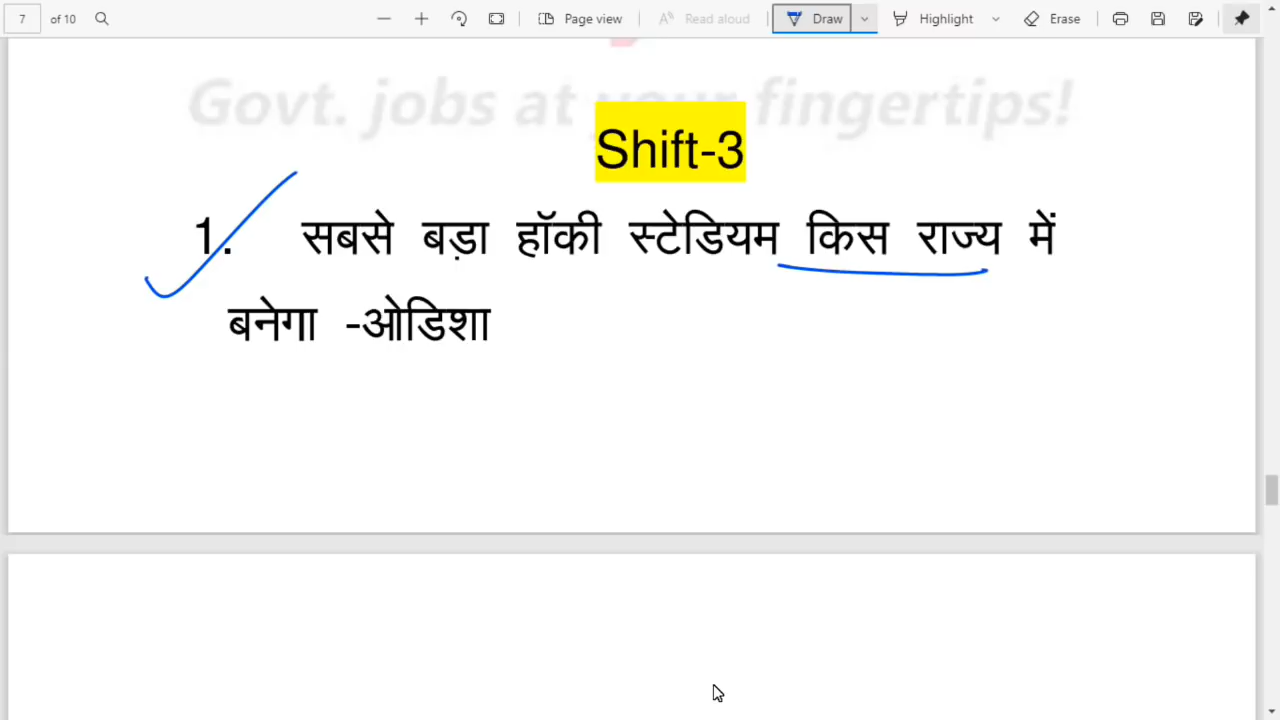 7 of 10 Page view Read aloud Draw Highlight Erase
Govt. jobs at your fingertips!
Shift-3
1. सबसे बड़ा हॉकी स्टेडियम किस राज्य में
बनेगा -ओडिशा